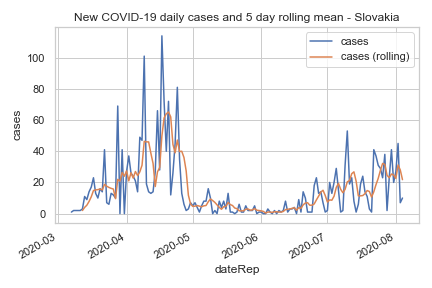 New COVID-19 daily cases and 5 day rolling mean - Slovakia
cases
cases (rolling)
100
80
60
40
20
0
cases
2020-03
2020-04
2020-05
2020-06
2020-07
2020-08
dateRep